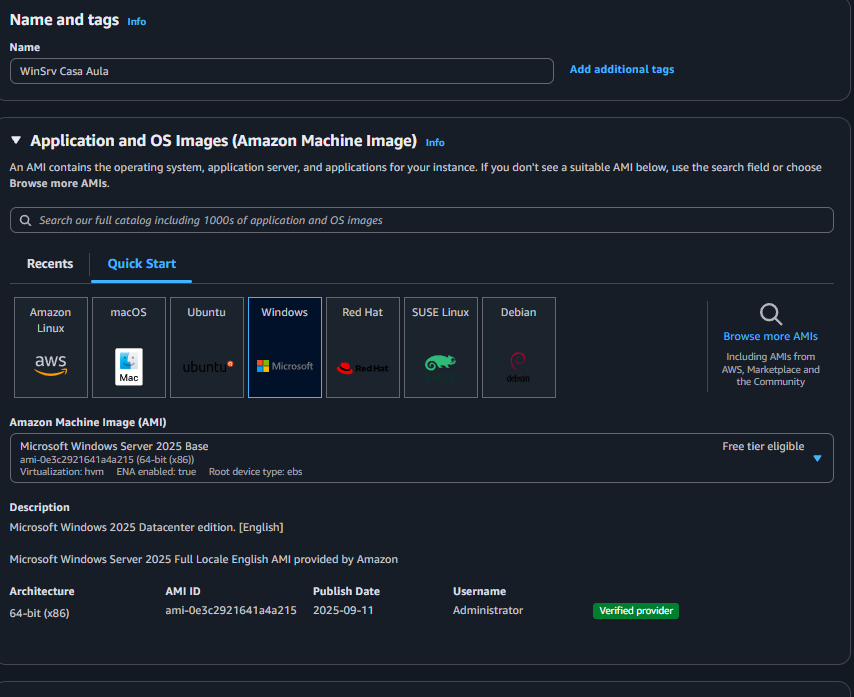 Name and tags Info
Name
WinSrv Casa Aula
Add additional tags
Application and OS Images (Amazon Machine Image) Info
An AMI contains the operating system, application server, and applications for your instance. If you don't see a suitable AMI below, use the search field or choose
Browse more AMIs.
Search our full catalog including 1000s of application and OS images
Recents
Quick Start
Amazon
Linux
aws
macOS
Mac
Ubuntu
ubuntu
Windows
Microsoft
Red Hat
Red Hat
SUSE Linux
Debian
debian
Browse more AMIs
Including AMIs from
AWS, Marketplace and
the Community
Amazon Machine Image (AMI)
Microsoft Windows Server 2025 Base
Free tier eligible
ami-0e3c2921641a4a215 (64-bit (x86))
Virtualization: hvm ENA enabled: true Root device type: ebs
Description
Microsoft Windows 2025 Datacenter edition. [English]
Microsoft Windows Server 2025 Full Locale English AMI provided by Amazon
Architecture AMI ID Publish Date Username
64-bit (x86) ami-0e3c2921641a4a215 2025-09-11 Administrator Verified provider